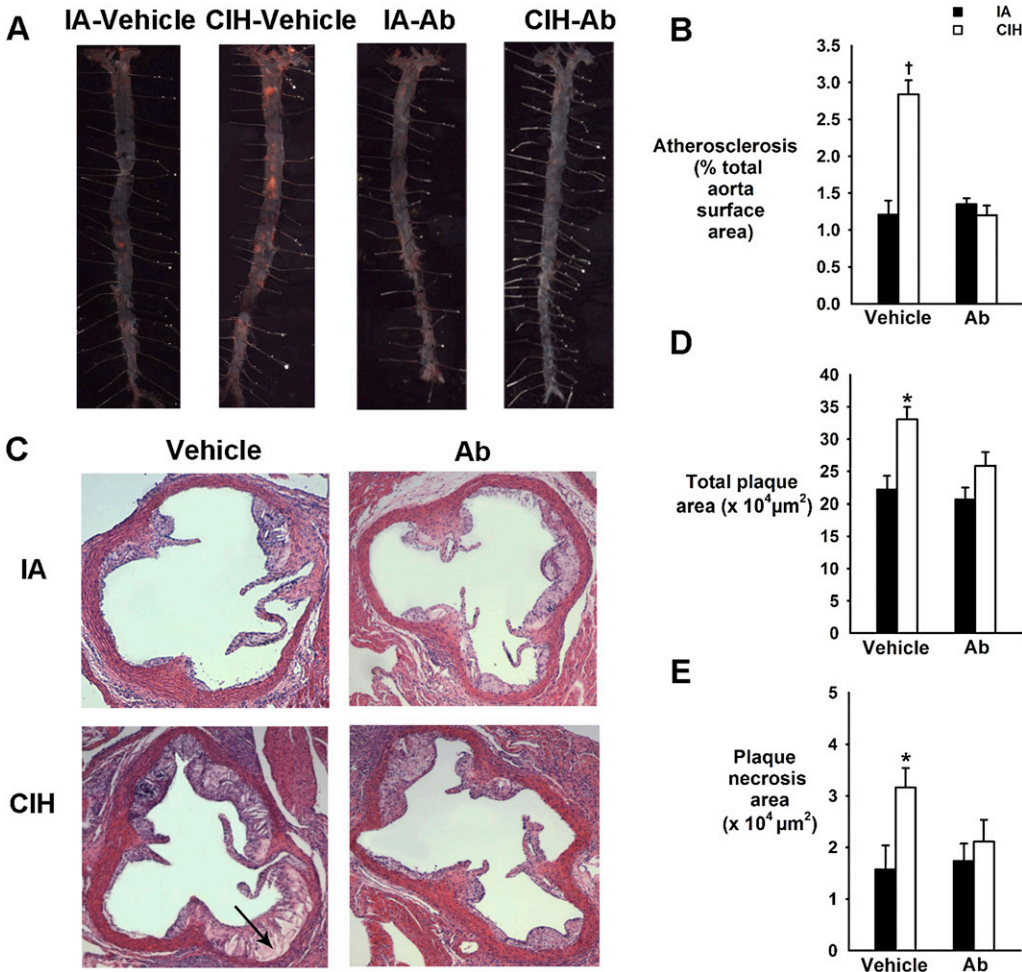 A
IA-Vehicle CIH-Vehicle IA-Ab CIH-Ab
B
IA
CIH
Atherosclerosis
(% total
aorta
surface
area)
3.5
3.0
2.5
2.0
1.5
1.0
0.5
0.0
†
Vehicle Ab
C
Vehicle Ab
IA
CIH
D
Total plaque
area (x 10⁴µm²)
40
35
30
25
20
15
10
5
0
*
Vehicle Ab
E
Plaque
necrosis
area
(x 10⁴µm²)
5
4
3
2
1
0
*
Vehicle Ab